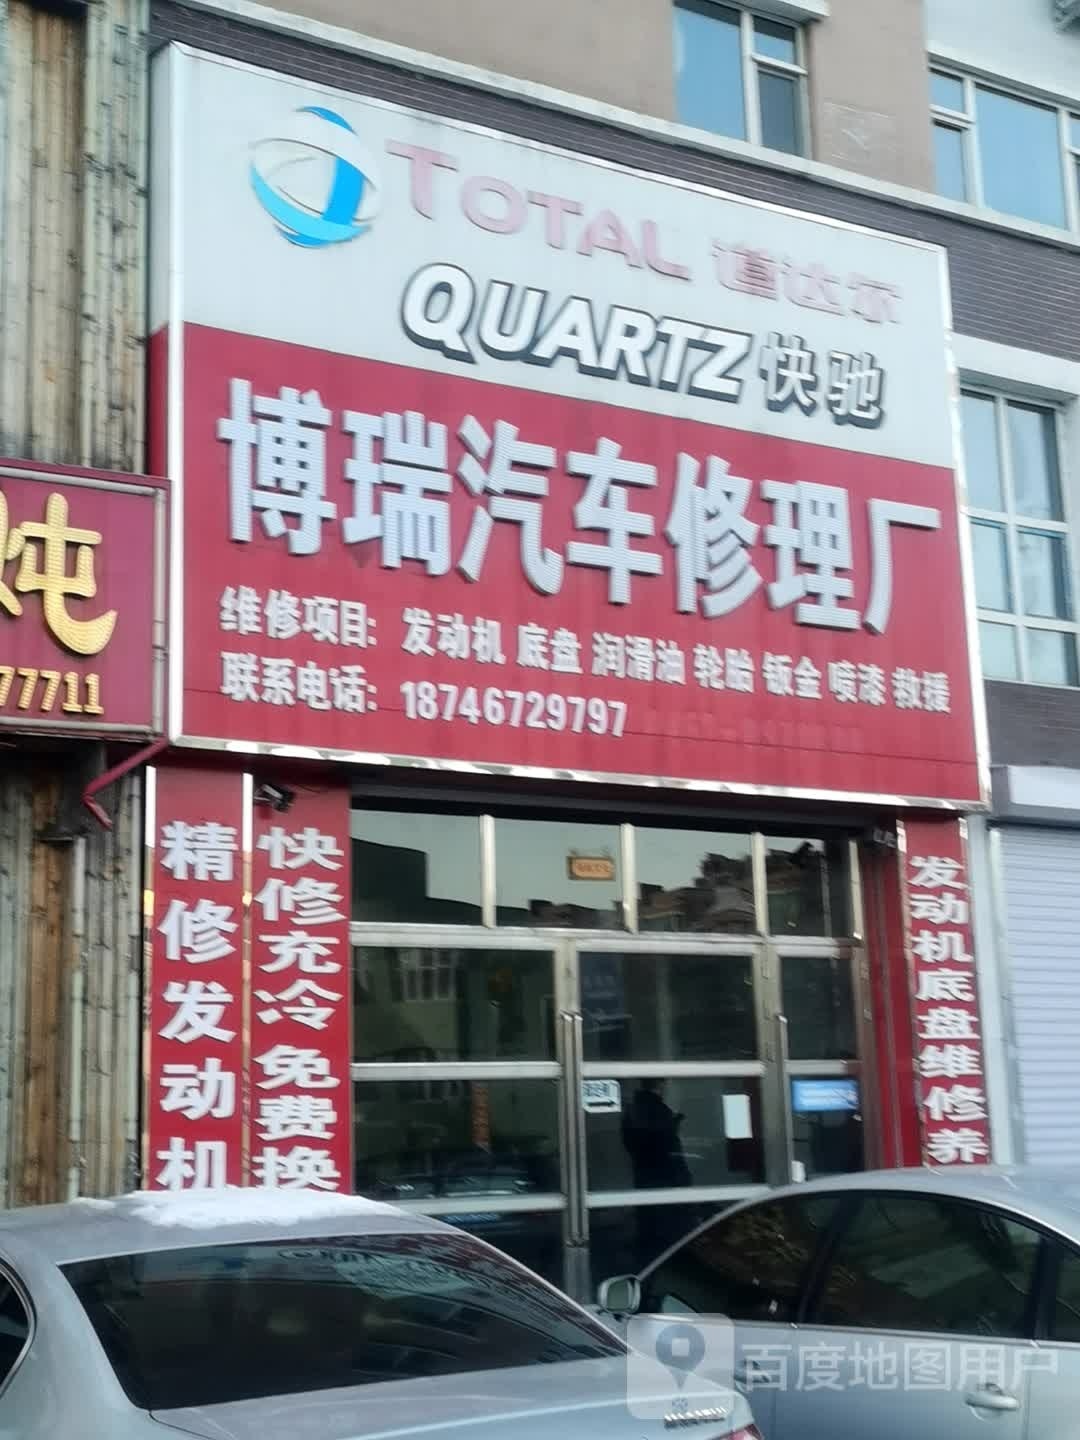 TOTAL 道达尔
QUARTZ 快驰
博瑞汽车修理厂
维修项目: 发动机 底盘 润滑油 轮胎 钣金 喷漆 救援
联系电话: 18746729797
炖
77711
精修发动机
快修充冷免费换
发动机底盘维修养
百度地图用户